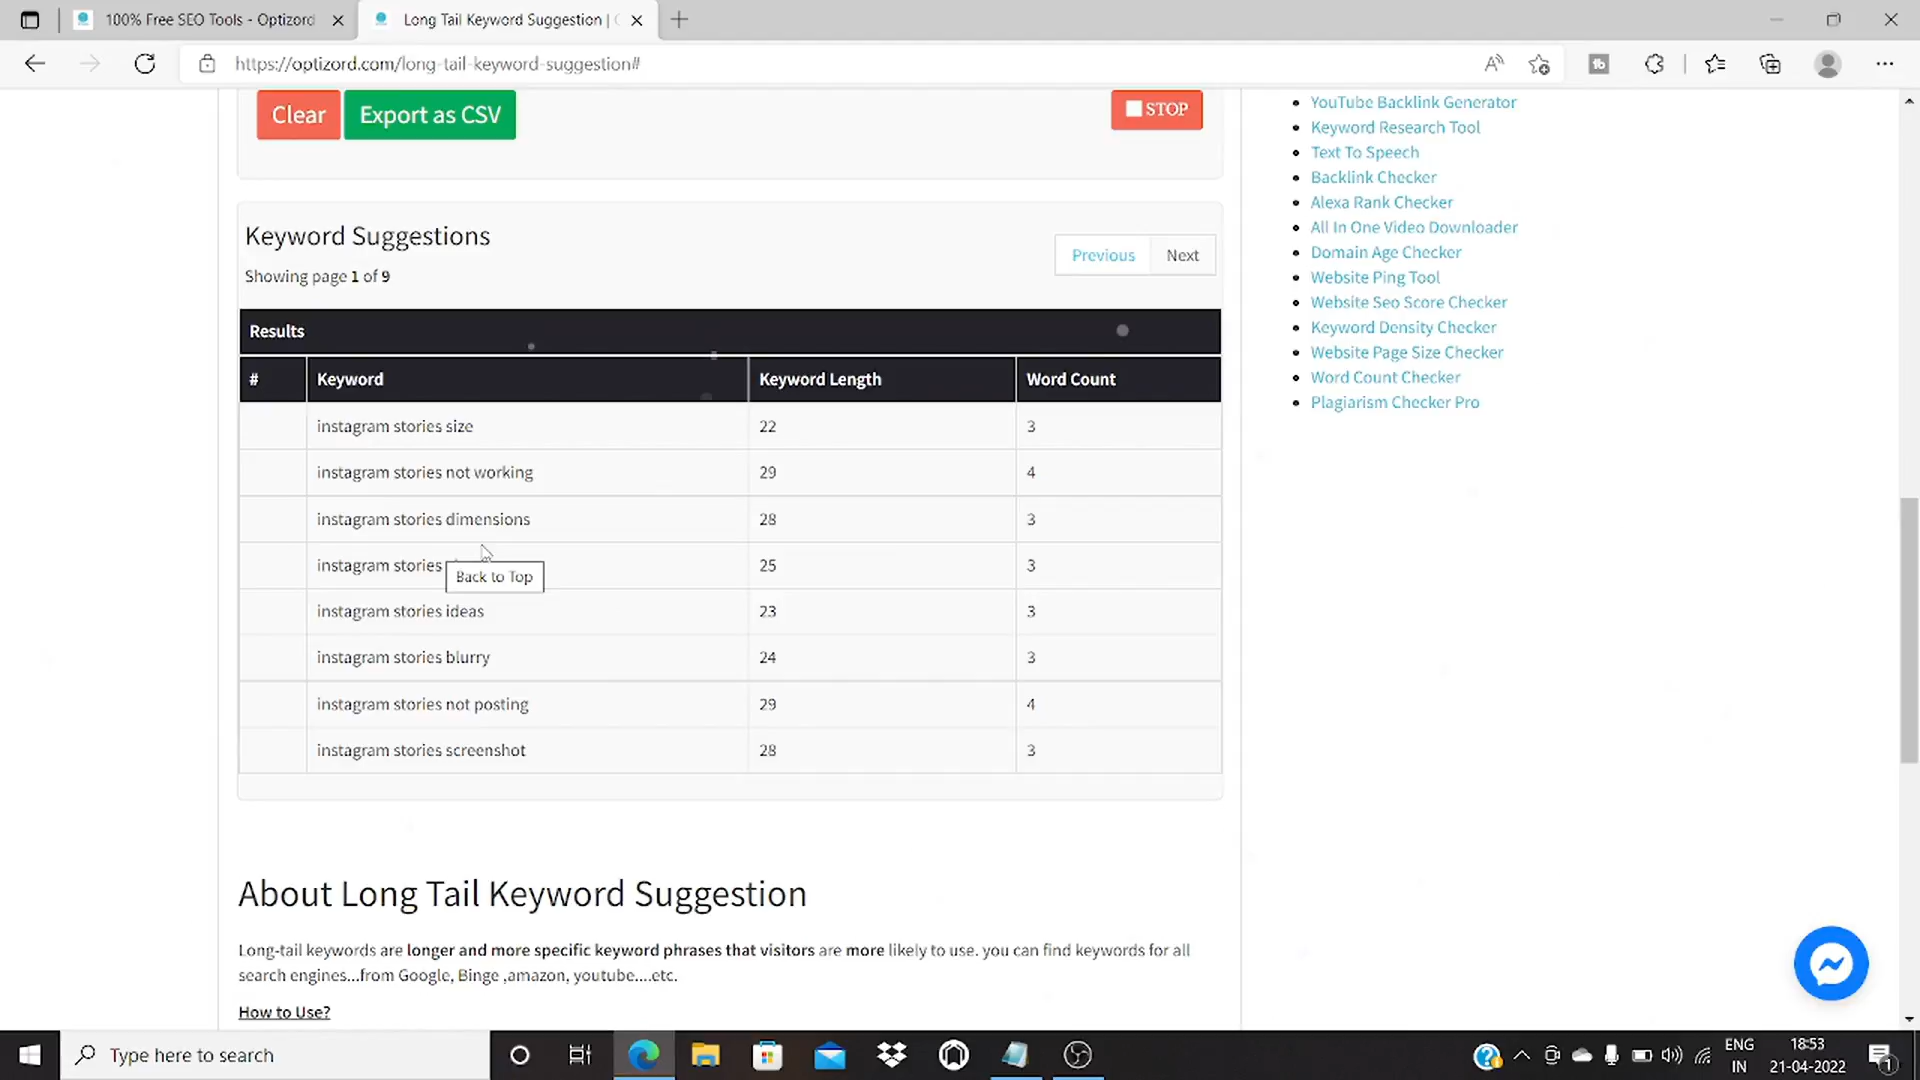 100% Free SEO Tools - Optizord
Long Tail Keyword Suggestion |
https://optizord.com/long-tail-keyword-suggestion#
Clear
Export as CSV
STOP
YouTube Backlink Generator
Keyword Research Tool
Text To Speech
Backlink Checker
Alexa Rank Checker
All In One Video Downloader
Domain Age Checker
Website Ping Tool
Website Seo Score Checker
Keyword Density Checker
Website Page Size Checker
Word Count Checker
Plagiarism Checker Pro
Keyword Suggestions
Showing page 1 of 9
Previous
Next
Results
# Keyword Keyword Length Word Count
instagram stories size 22 3
instagram stories not working 29 4
instagram stories dimensions 28 3
instagram stories 25 3
Back to Top
instagram stories ideas 23 3
instagram stories blurry 24 3
instagram stories not posting 29 4
instagram stories screenshot 28 3
About Long Tail Keyword Suggestion
Long-tail keywords are longer and more specific keyword phrases that visitors are more likely to use. you can find keywords for all
search engines...from Google, Binge ,amazon, youtube....etc.
How to Use?
Type here to search
ENG
IN
18:53
21-04-2022
1